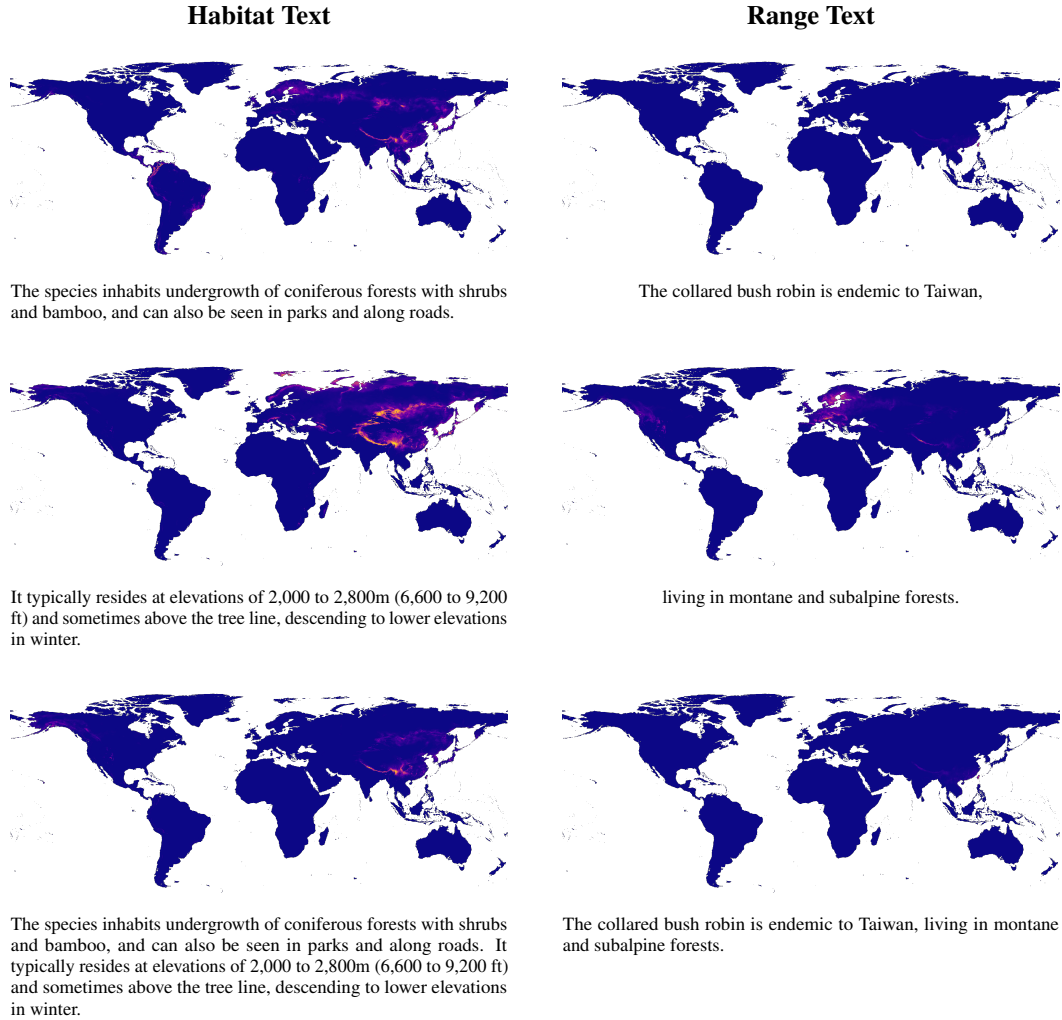 Habitat Text
Range Text
The species inhabits undergrowth of coniferous forests with shrubs
and bamboo, and can also be seen in parks and along roads.
The collared bush robin is endemic to Taiwan,
It typically resides at elevations of 2,000 to 2,800m (6,600 to 9,200
ft) and sometimes above the tree line, descending to lower elevations
in winter.
living in montane and subalpine forests.
The species inhabits undergrowth of coniferous forests with shrubs
and bamboo, and can also be seen in parks and along roads. It
typically resides at elevations of 2,000 to 2,800m (6,600 to 9,200 ft)
and sometimes above the tree line, descending to lower elevations
in winter.
The collared bush robin is endemic to Taiwan, living in montane
and subalpine forests.